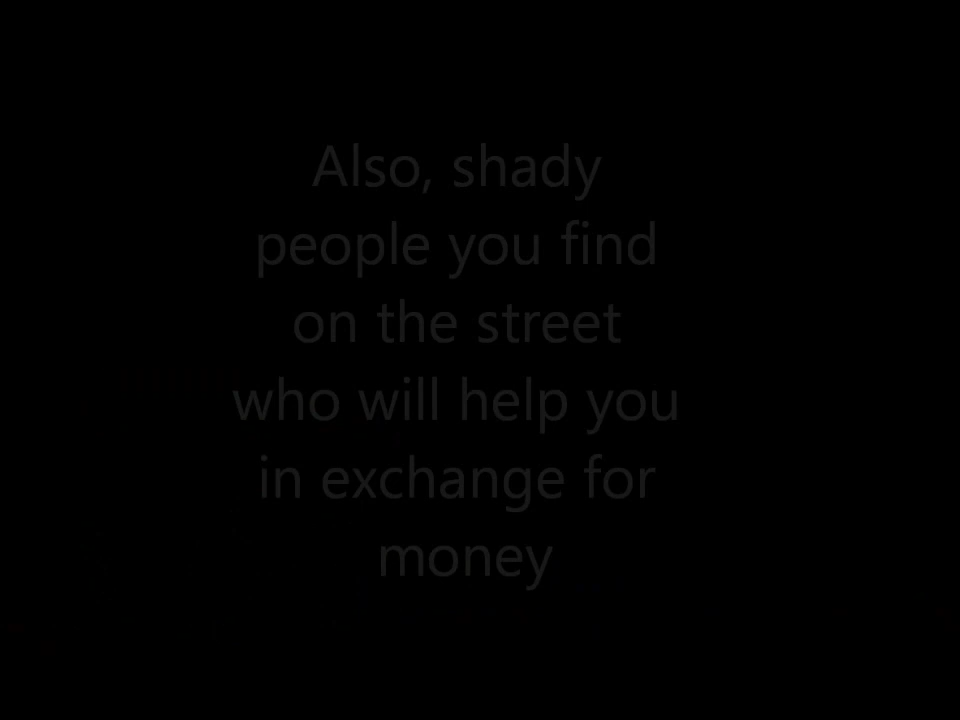 Also, shady
people you find
on the street
who will help you
in exchange for
money